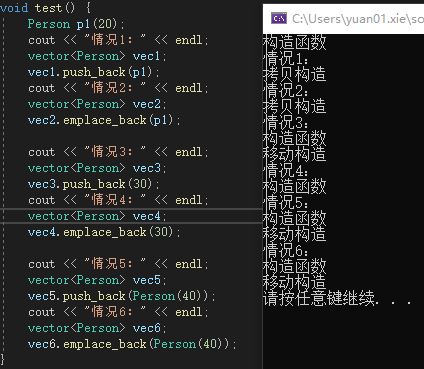 void test() {
Person p1(20);
cout << "情况1: " << endl;
vector<Person> vec1;
vec1.push_back(p1);
cout << "情况2: " << endl;
vector<Person> vec2;
vec2.emplace_back(p1);
cout << "情况3: " << endl;
vector<Person> vec3;
vec3.push_back(30);
cout << "情况4: " << endl;
vector<Person> vec4;
vec4.emplace_back(30);
cout << "情况5: " << endl;
vector<Person> vec5;
vec5.push_back(Person(40));
cout << "情况6: " << endl;
vector<Person> vec6;
vec6.emplace_back(Person(40));
}
C:\Users\yuan01.xie\so
构造函数
情况1:
拷贝构造
情况2:
拷贝构造
情况3:
构造函数
移动构造
情况4:
构造函数
情况5:
构造函数
移动构造
情况6:
构造函数
移动构造
请按任意键继续. . .